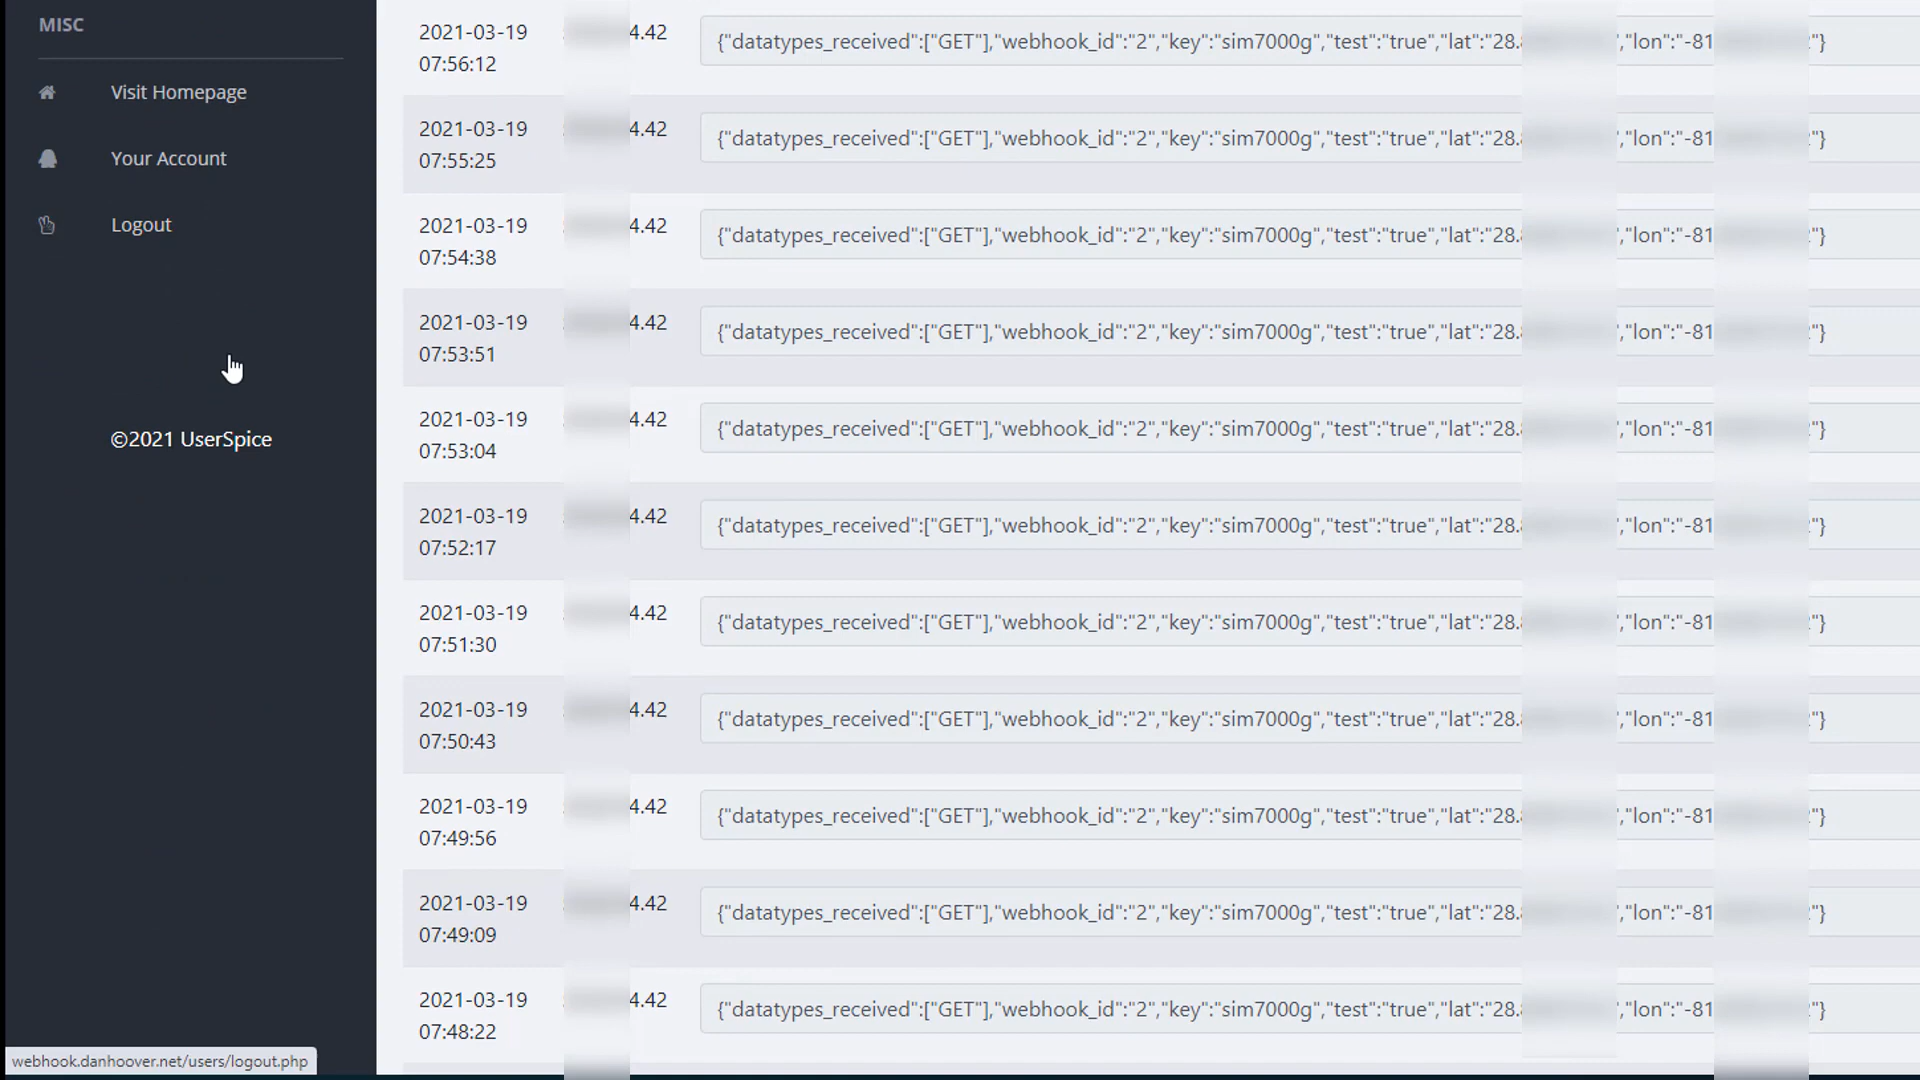 MISC
Visit Homepage
Your Account
Logout
©2021 UserSpice
2021-03-19
07:56:12
4.42
{"datatypes_received":["GET"],"webhook_id":"2","key":"sim7000g","test":"true","lat":"28. ,"lon":"-81 "}
2021-03-19
07:55:25
4.42
{"datatypes_received":["GET"],"webhook_id":"2","key":"sim7000g","test":"true","lat":"28. ,"lon":"-81 "}
2021-03-19
07:54:38
4.42
{"datatypes_received":["GET"],"webhook_id":"2","key":"sim7000g","test":"true","lat":"28. ,"lon":"-81 "}
2021-03-19
07:53:51
4.42
{"datatypes_received":["GET"],"webhook_id":"2","key":"sim7000g","test":"true","lat":"28. ,"lon":"-81 "}
2021-03-19
07:53:04
4.42
{"datatypes_received":["GET"],"webhook_id":"2","key":"sim7000g","test":"true","lat":"28. ,"lon":"-81 "}
2021-03-19
07:52:17
4.42
{"datatypes_received":["GET"],"webhook_id":"2","key":"sim7000g","test":"true","lat":"28. ,"lon":"-81 "}
2021-03-19
07:51:30
4.42
{"datatypes_received":["GET"],"webhook_id":"2","key":"sim7000g","test":"true","lat":"28. ,"lon":"-81 "}
2021-03-19
07:50:43
4.42
{"datatypes_received":["GET"],"webhook_id":"2","key":"sim7000g","test":"true","lat":"28. ,"lon":"-81 "}
2021-03-19
07:49:56
4.42
{"datatypes_received":["GET"],"webhook_id":"2","key":"sim7000g","test":"true","lat":"28. ,"lon":"-81 "}
2021-03-19
07:49:09
4.42
{"datatypes_received":["GET"],"webhook_id":"2","key":"sim7000g","test":"true","lat":"28. ,"lon":"-81 "}
2021-03-19
07:48:22
4.42
{"datatypes_received":["GET"],"webhook_id":"2","key":"sim7000g","test":"true","lat":"28. ,"lon":"-81 "}
webhook.danhoover.net/users/logout.php